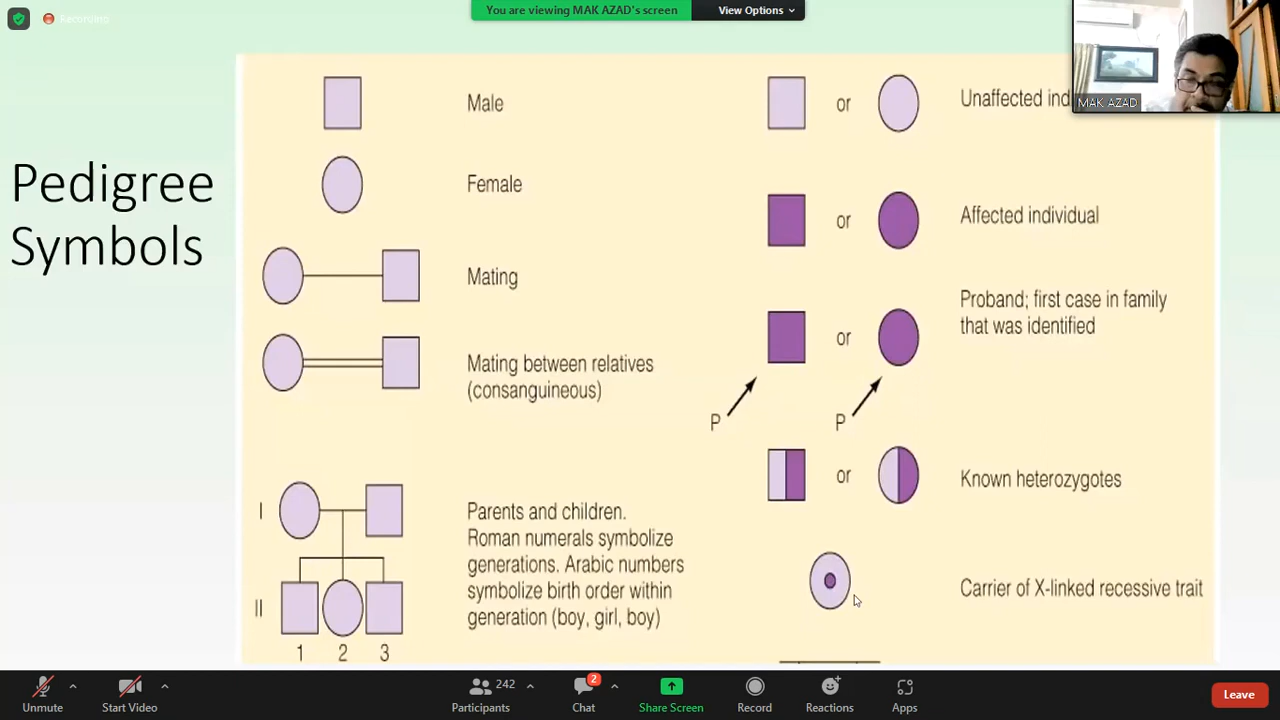 Recording
You are viewing MAK AZAD's screen
View Options
MAK AZAD
Pedigree
Symbols
Male
Female
Mating
Mating between relatives
(consanguineous)
I
II
1 2 3
Parents and children.
Roman numerals symbolize
generations. Arabic numbers
symbolize birth order within
generation (boy, girl, boy)
or
Unaffected ind
or
Affected individual
or
P
P
Proband; first case in family
that was identified
or
Known heterozygotes
Carrier of X-linked recessive trait
Unmute
Start Video
242
Participants
2
Chat
Share Screen
Record
Reactions
Apps
Leave